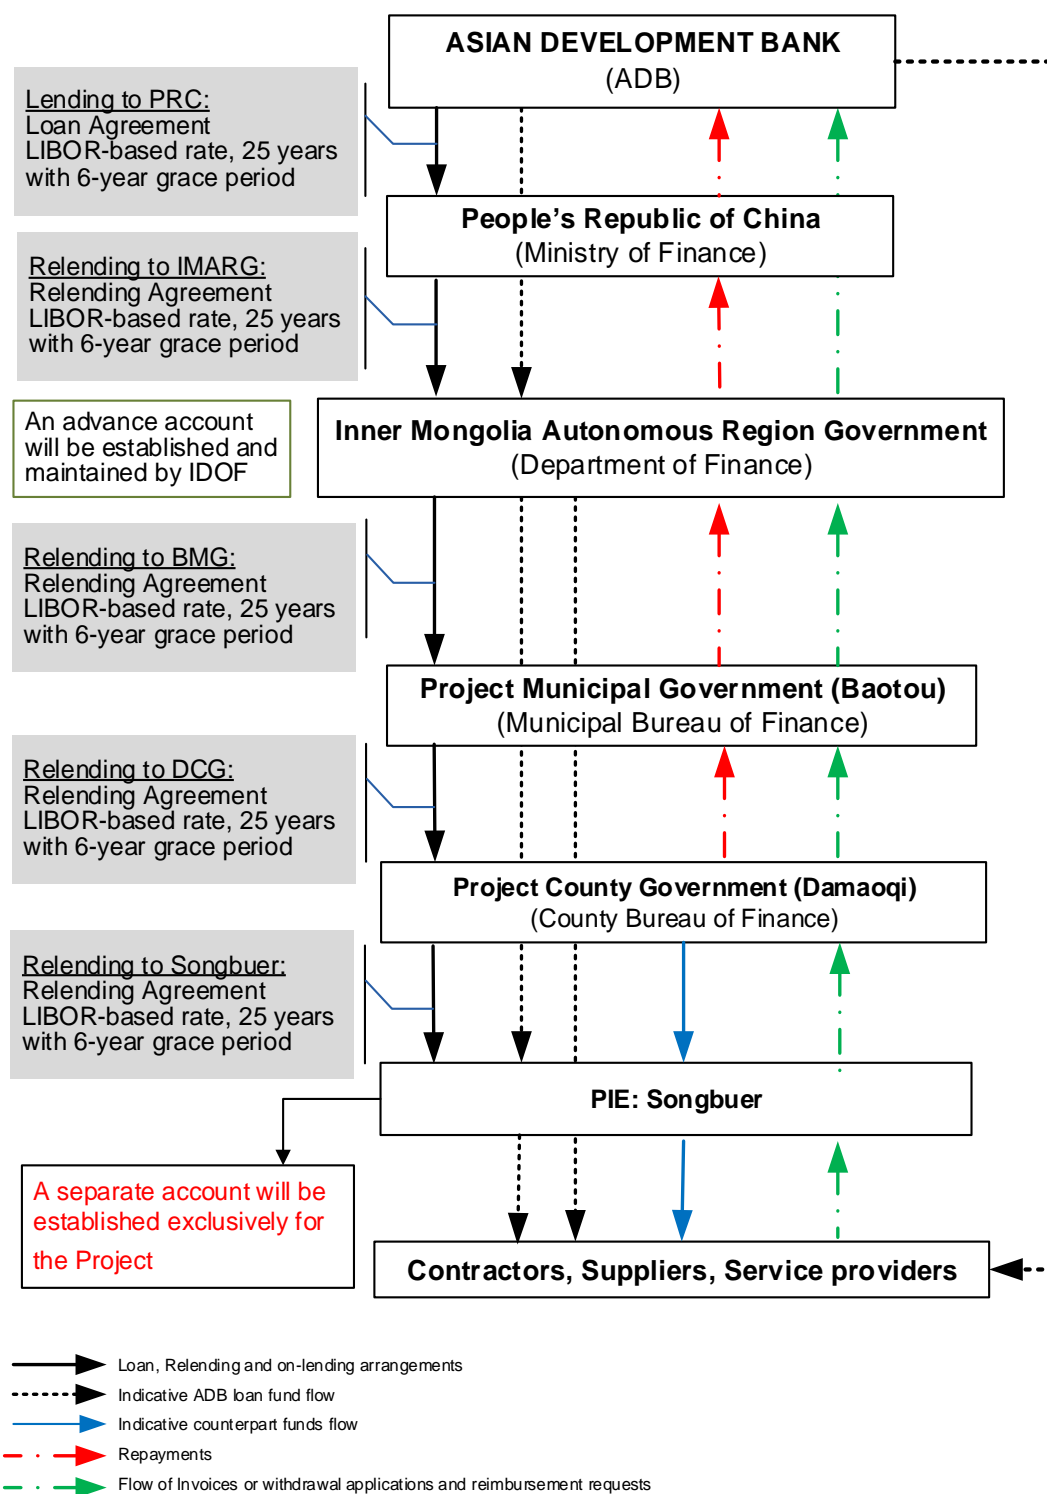 ASIAN DEVELOPMENT BANK
(ADB)
Lending to PRC:
Loan Agreement
LIBOR-based rate, 25 years
with 6-year grace period
People’s Republic of China
(Ministry of Finance)
Relending to IMARG:
Relending Agreement
LIBOR-based rate, 25 years
with 6-year grace period
An advance account
will be established and
maintained by IDOF
Inner Mongolia Autonomous Region Government
(Department of Finance)
Relending to BMG:
Relending Agreement
LIBOR-based rate, 25 years
with 6-year grace period
Project Municipal Government (Baotou)
(Municipal Bureau of Finance)
Relending to DCG:
Relending Agreement
LIBOR-based rate, 25 years
with 6-year grace period
Project County Government (Damaoqi)
(County Bureau of Finance)
Relending to Songbuer:
Relending Agreement
LIBOR-based rate, 25 years
with 6-year grace period
PIE: Songbuer
A separate account will be
established exclusively for
the Project
Contractors, Suppliers, Service providers
Loan, Relending and on-lending arrangements
Indicative ADB loan fund flow
Indicative counterpart funds flow
Repayments
Flow of Invoices or withdrawal applications and reimbursement requests